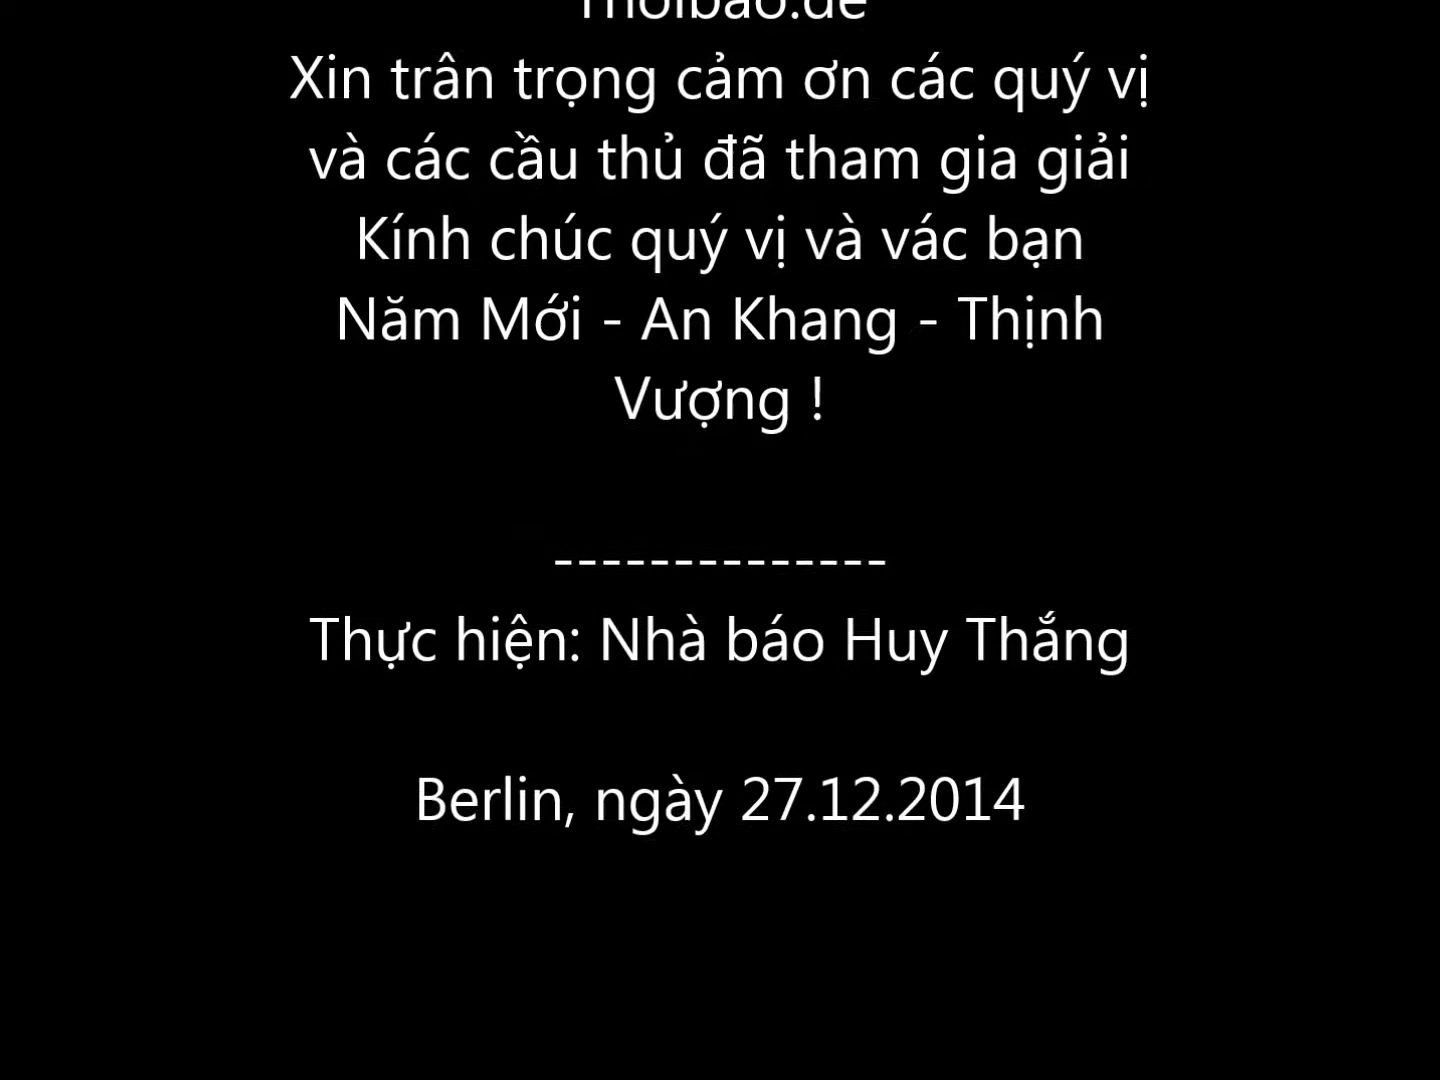 Thoibao.de
Xin trân trọng cảm ơn các quý vị
và các cầu thủ đã tham gia giải
Kính chúc quý vị và vác bạn
Năm Mới - An Khang - Thịnh
Vượng !
--------------
Thực hiện: Nhà báo Huy Thắng
Berlin, ngày 27.12.2014